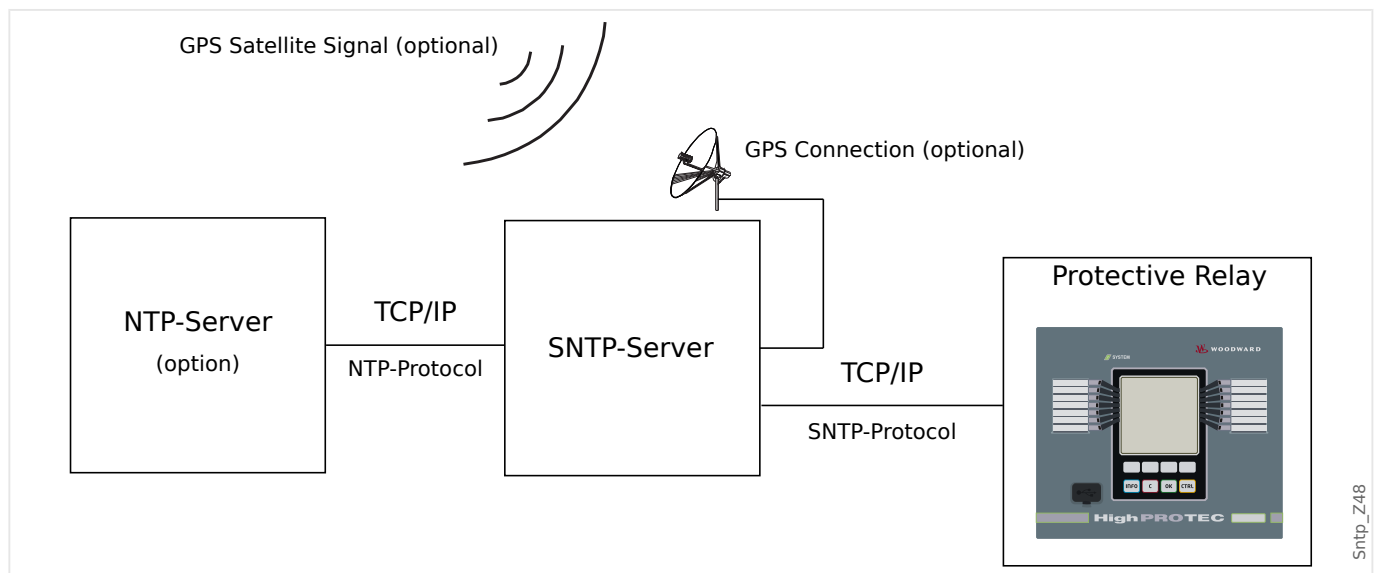 GPS Satellite Signal (optional)
GPS Connection (optional)
NTP-Server
(option)
TCP/IP
NTP-Protocol
SNTP-Server
TCP/IP
SNTP-Protocol
Protective Relay
WOODWARD
SYSTEM
INFO C OK CTRL
HighPROTEC
Sntp_Z48